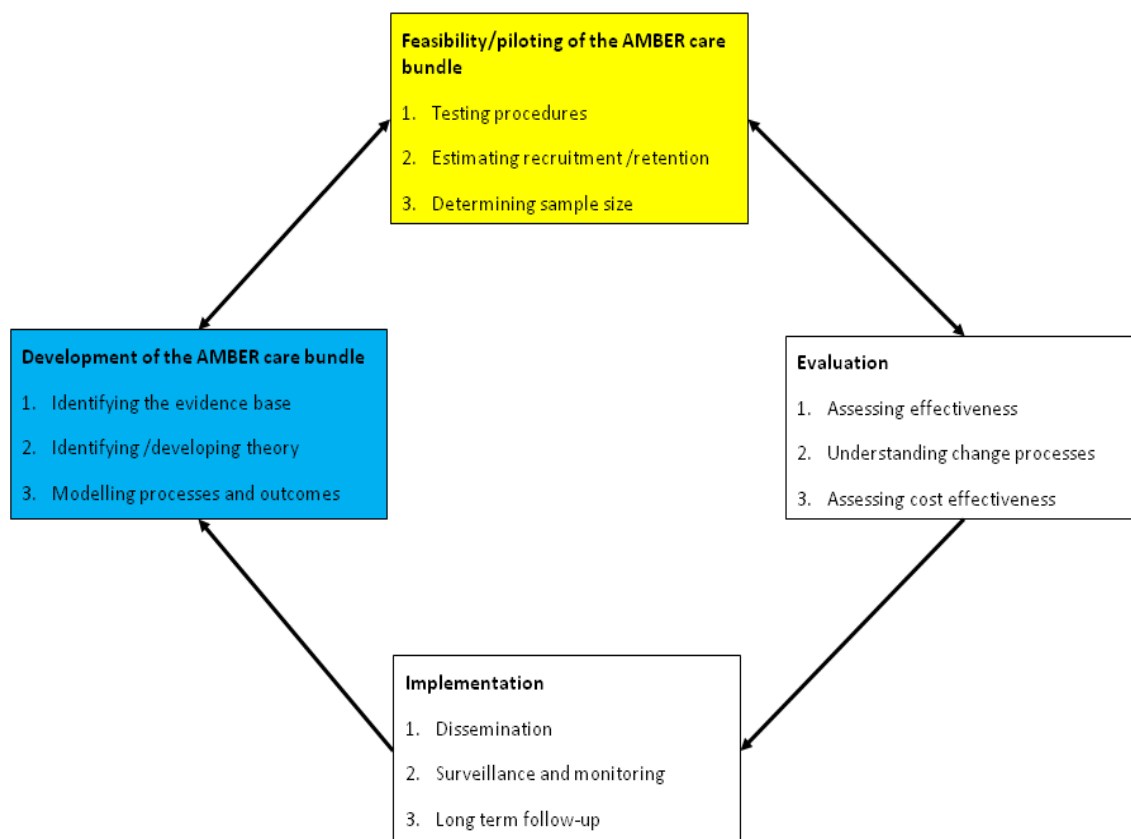 Feasibility/piloting of the AMBER care
bundle
1. Testing procedures
2. Estimating recruitment /retention
3. Determining sample size
Development of the AMBER care bundle
1. Identifying the evidence base
2. Identifying /developing theory
3. Modelling processes and outcomes
Evaluation
1. Assessing effectiveness
2. Understanding change processes
3. Assessing cost effectiveness
Implementation
1. Dissemination
2. Surveillance and monitoring
3. Long term follow-up